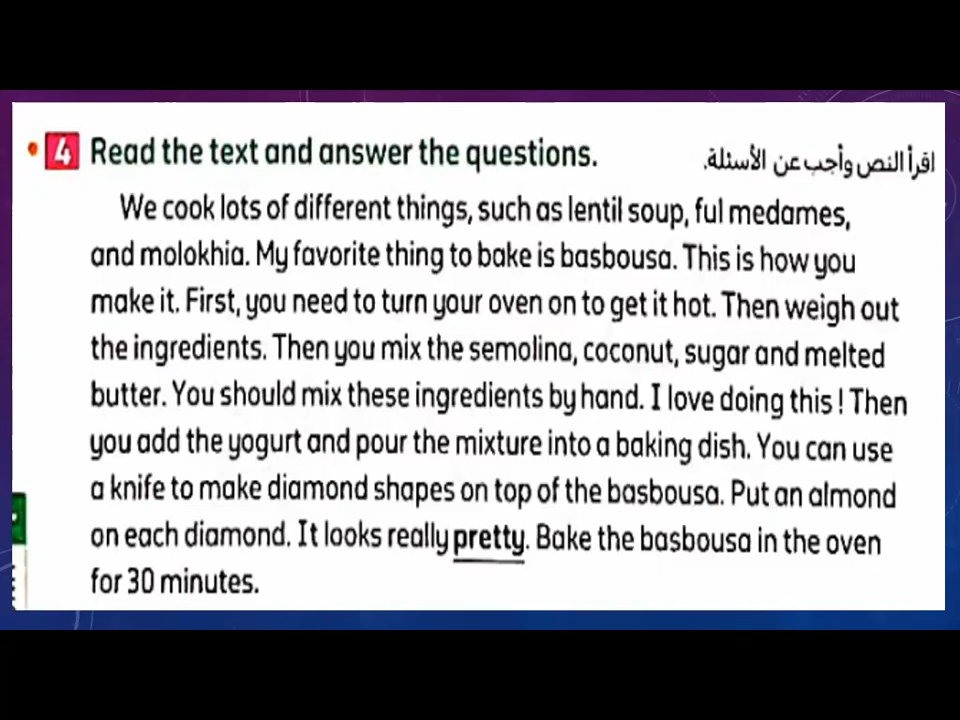 4 Read the text and answer the questions. اقرأ النص وأجب عن الأسئلة.
We cook lots of different things, such as lentil soup, ful medames,
and molokhia. My favorite thing to bake is basbousa. This is how you
make it. First, you need to turn your oven on to get it hot. Then weigh out
the ingredients. Then you mix the semolina, coconut, sugar and melted
butter. You should mix these ingredients by hand. I love doing this! Then
you add the yogurt and pour the mixture into a baking dish. You can use
a knife to make diamond shapes on top of the basbousa. Put an almond
on each diamond. It looks really pretty. Bake the basbousa in the oven
for 30 minutes.